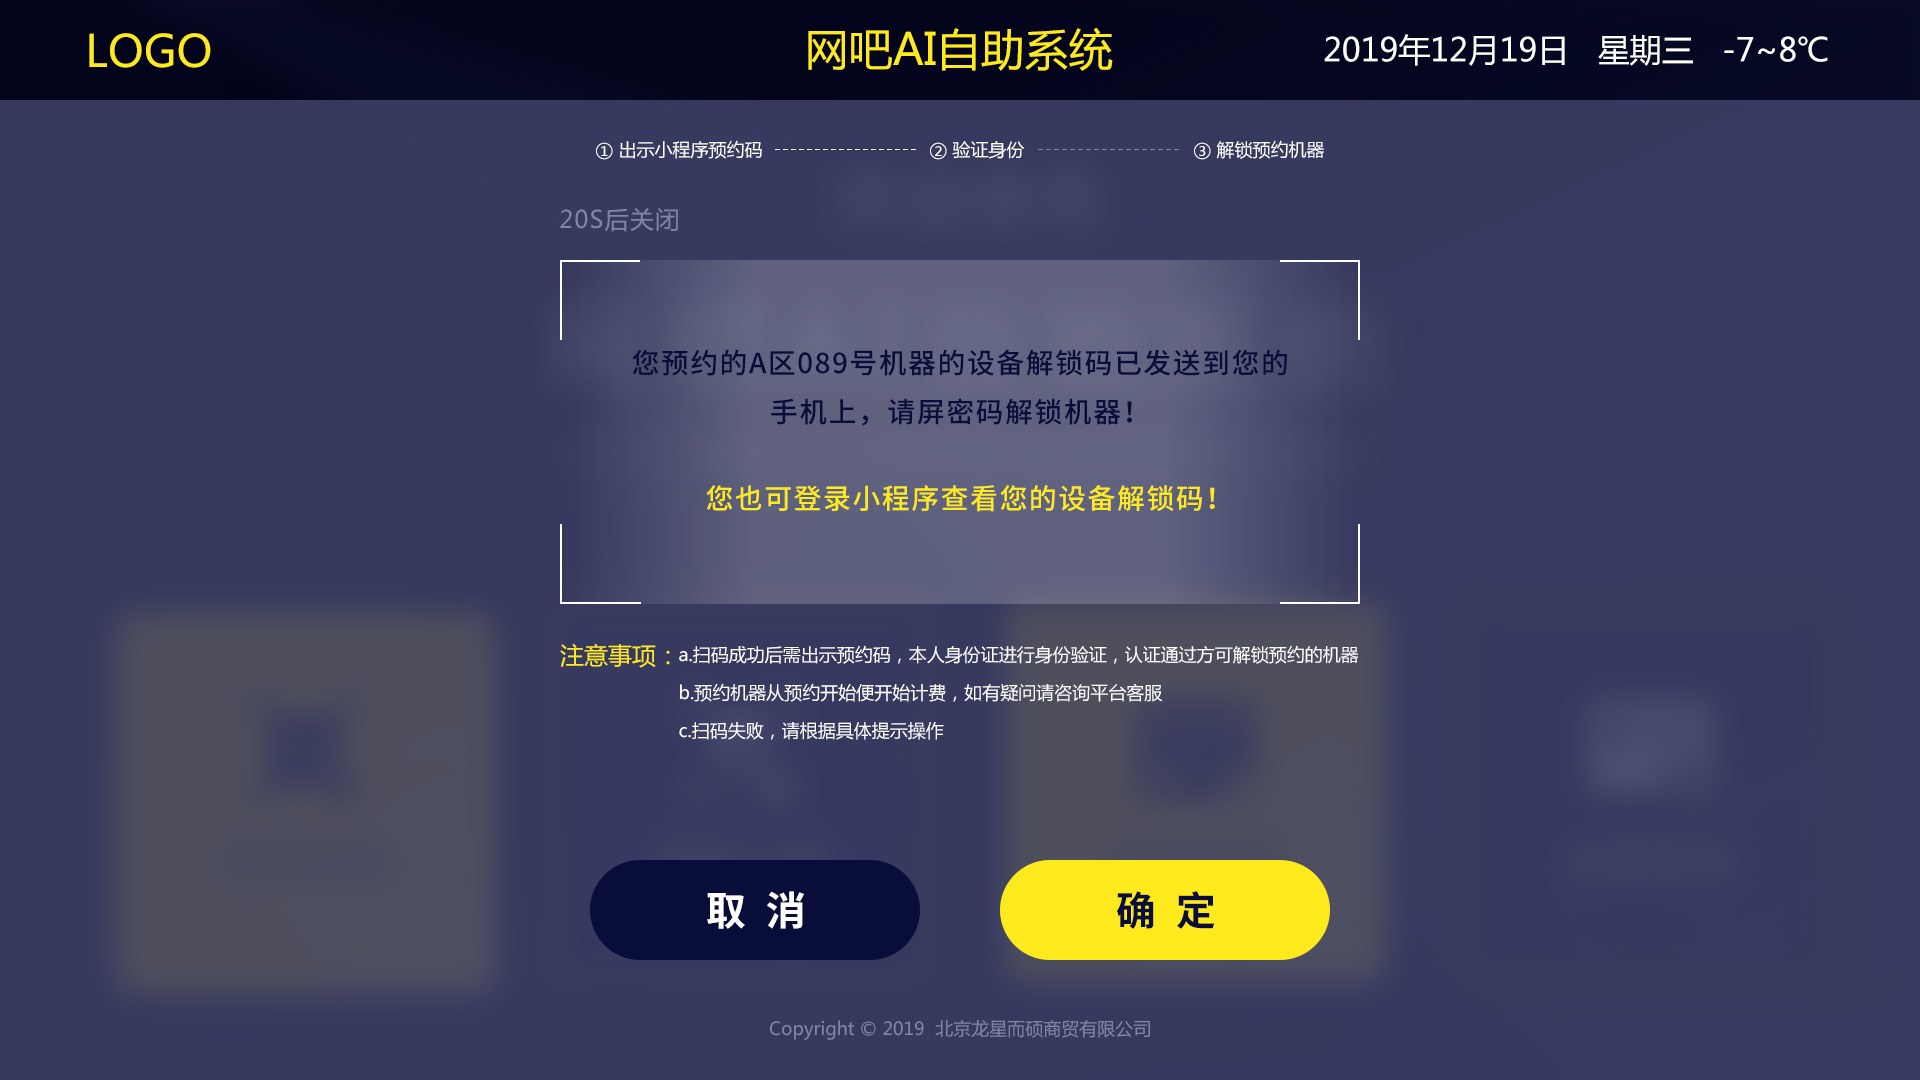 LOGO
网吧AI自助系统
2019年12月19日 星期三 -7~8℃
① 出示小程序预约码 ② 验证身份 ③ 解锁预约机器
20S后关闭
您预约的A区089号机器的设备解锁码已发送到您的
手机上，请屏密码解锁机器！
您也可登录小程序查看您的设备解锁码！
注意事项：a.扫码成功后需出示预约码，本人身份证进行身份验证，认证通过方可解锁预约的机器
b.预约机器从预约开始便开始计费，如有疑问请咨询平台客服
c.扫码失败，请根据具体提示操作
取 消
确 定
Copyright © 2019 北京龙星而硕商贸有限公司